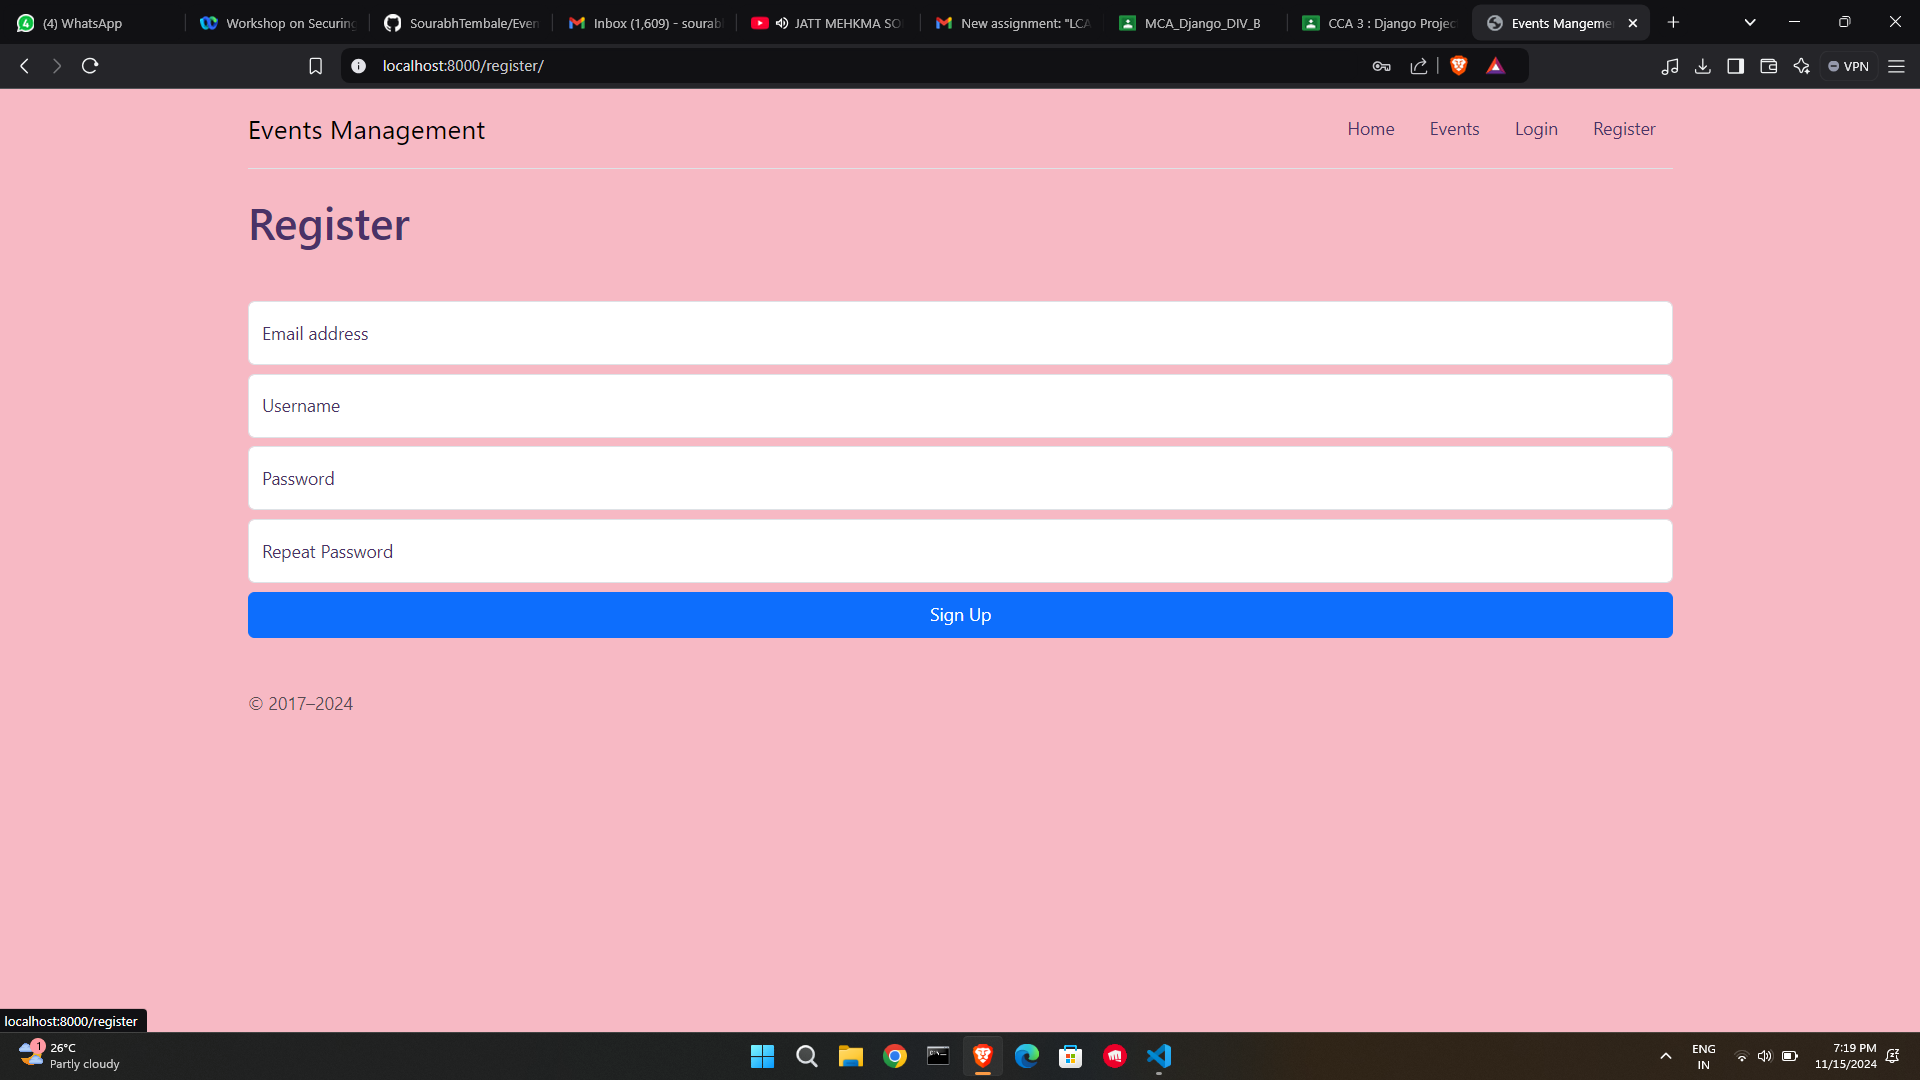 (4) WhatsApp
Workshop on Securing
SourabhTembale/Even
Inbox (1,609) - sourab
JATT MEHKMA SO
New assignment: "LCA
MCA_Django_DIV_B
CCA 3 : Django Projec
Events Mangemen
localhost:8000/register/
VPN
Events Management
Home
Events
Login
Register
Register
Email address
Username
Password
Repeat Password
Sign Up
© 2017–2024
localhost:8000/register
1
26°C
Partly cloudy
ENG
IN
7:19 PM
11/15/2024